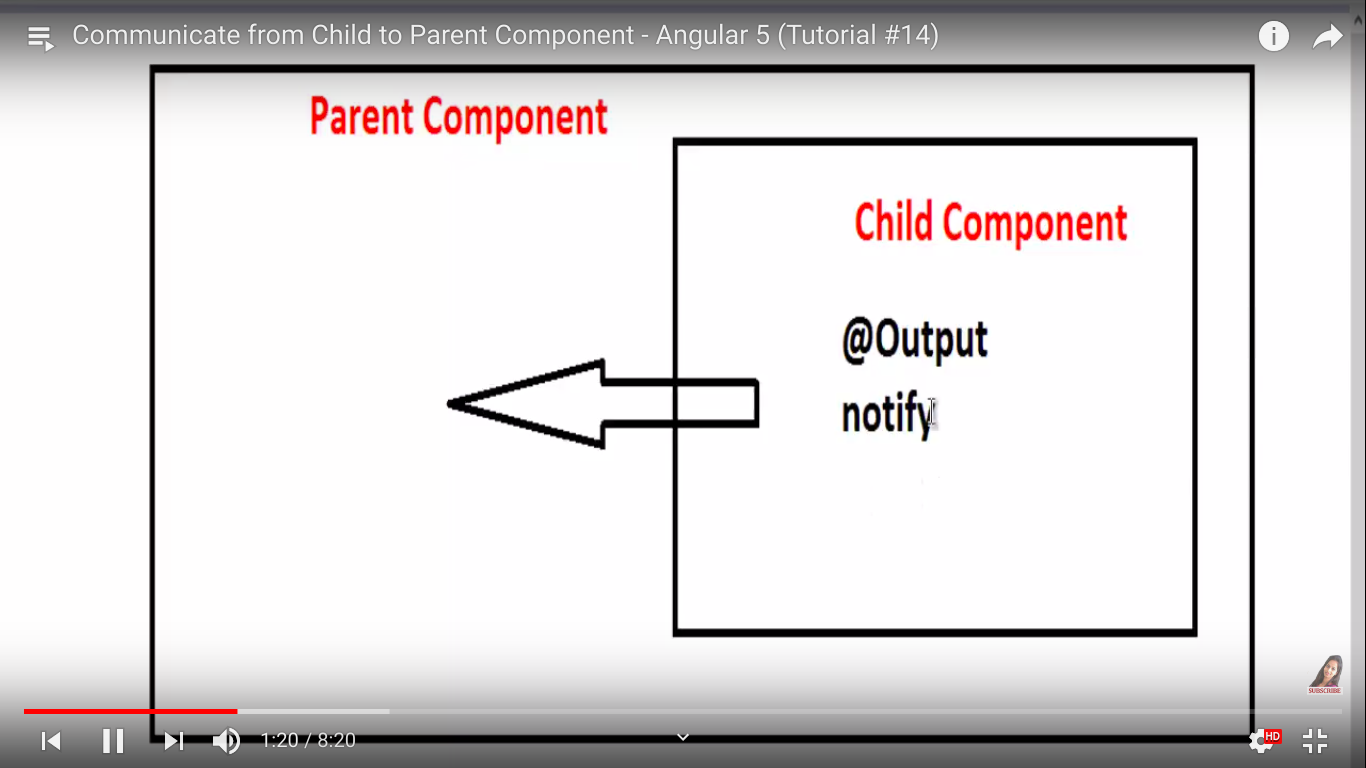 Communicate from Child to Parent Component - Angular 5 (Tutorial #14)
Parent Component
Child Component
@Output
notify
SUBSCRIBE
1:20 / 8:20
HD